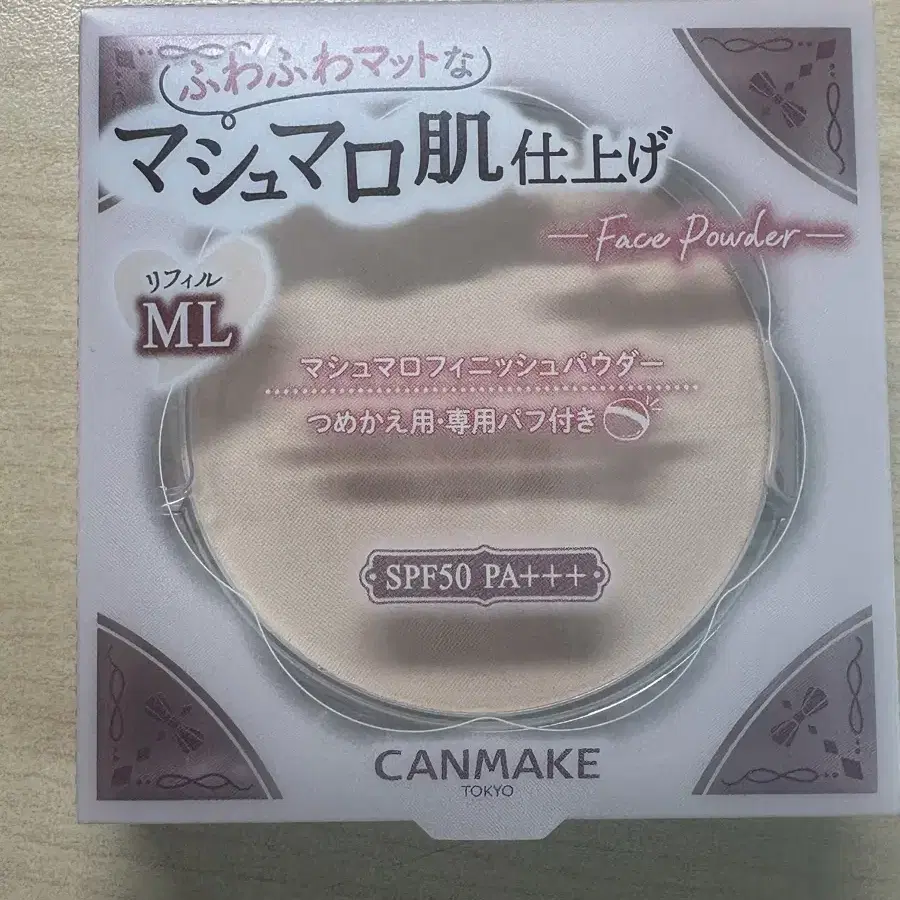 ふわふわマットな
マシュマロ肌仕上げ
Face Powder
リフィル
ML
マシュマロフィニッシュパウダー
つめかえ用・専用パフ付き
SPF50 PA+++
CANMAKE
TOKYO